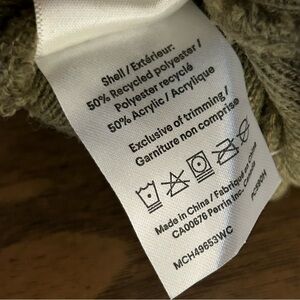 Shell / Extérieur:
50% Recycled polyester /
Polyester recyclé
50% Acrylic / Acrylique
Exclusive of trimming /
Garniture non comprise
Made in China / Fabriqué en Chine
CA00676 Perrin Inc. Canada
MCH49653WC